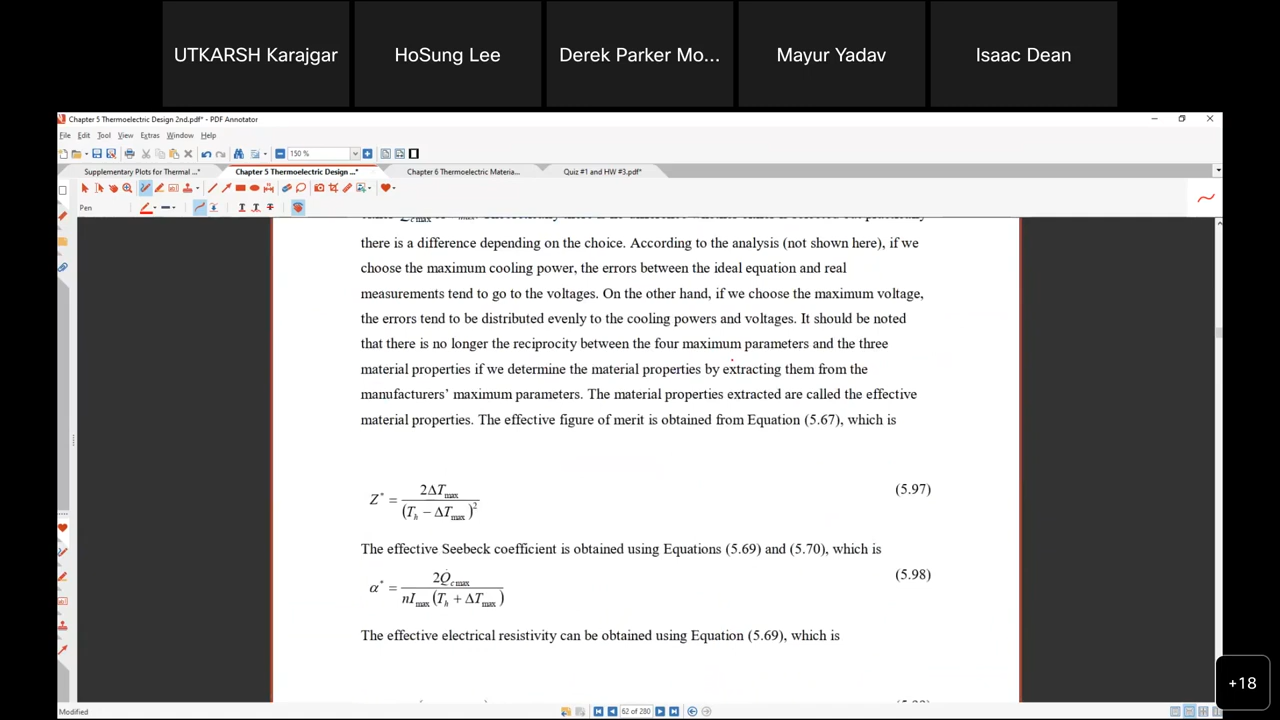 UTKARSH Karajgar
HoSung Lee
Derek Parker Mo...
Mayur Yadav
Isaac Dean
Chapter 5 Thermoelectric Design 2nd.pdf* - PDF Annotator
File Edit Tool View Extras Window Help
150 %
Supplementary Plots for Thermal ...*
Chapter 5 Thermoelectric Design ...*
Chapter 6 Thermoelectric Materia...
Quiz #1 and HW #3.pdf*
Pen
there is a difference depending on the choice. According to the analysis (not shown here), if we
choose the maximum cooling power, the errors between the ideal equation and real
measurements tend to go to the voltages. On the other hand, if we choose the maximum voltage,
the errors tend to be distributed evenly to the cooling powers and voltages. It should be noted
that there is no longer the reciprocity between the four maximum parameters and the three
material properties if we determine the material properties by extracting them from the
manufacturers’ maximum parameters. The material properties extracted are called the effective
material properties. The effective figure of merit is obtained from Equation (5.67), which is
Z* = 2ΔTmax / (Th − ΔTmax)² (5.97)
The effective Seebeck coefficient is obtained using Equations (5.69) and (5.70), which is
α* = 2Q̇cmax / nImax(Th + ΔTmax) (5.98)
The effective electrical resistivity can be obtained using Equation (5.69), which is
+18
Modified
62 of 280